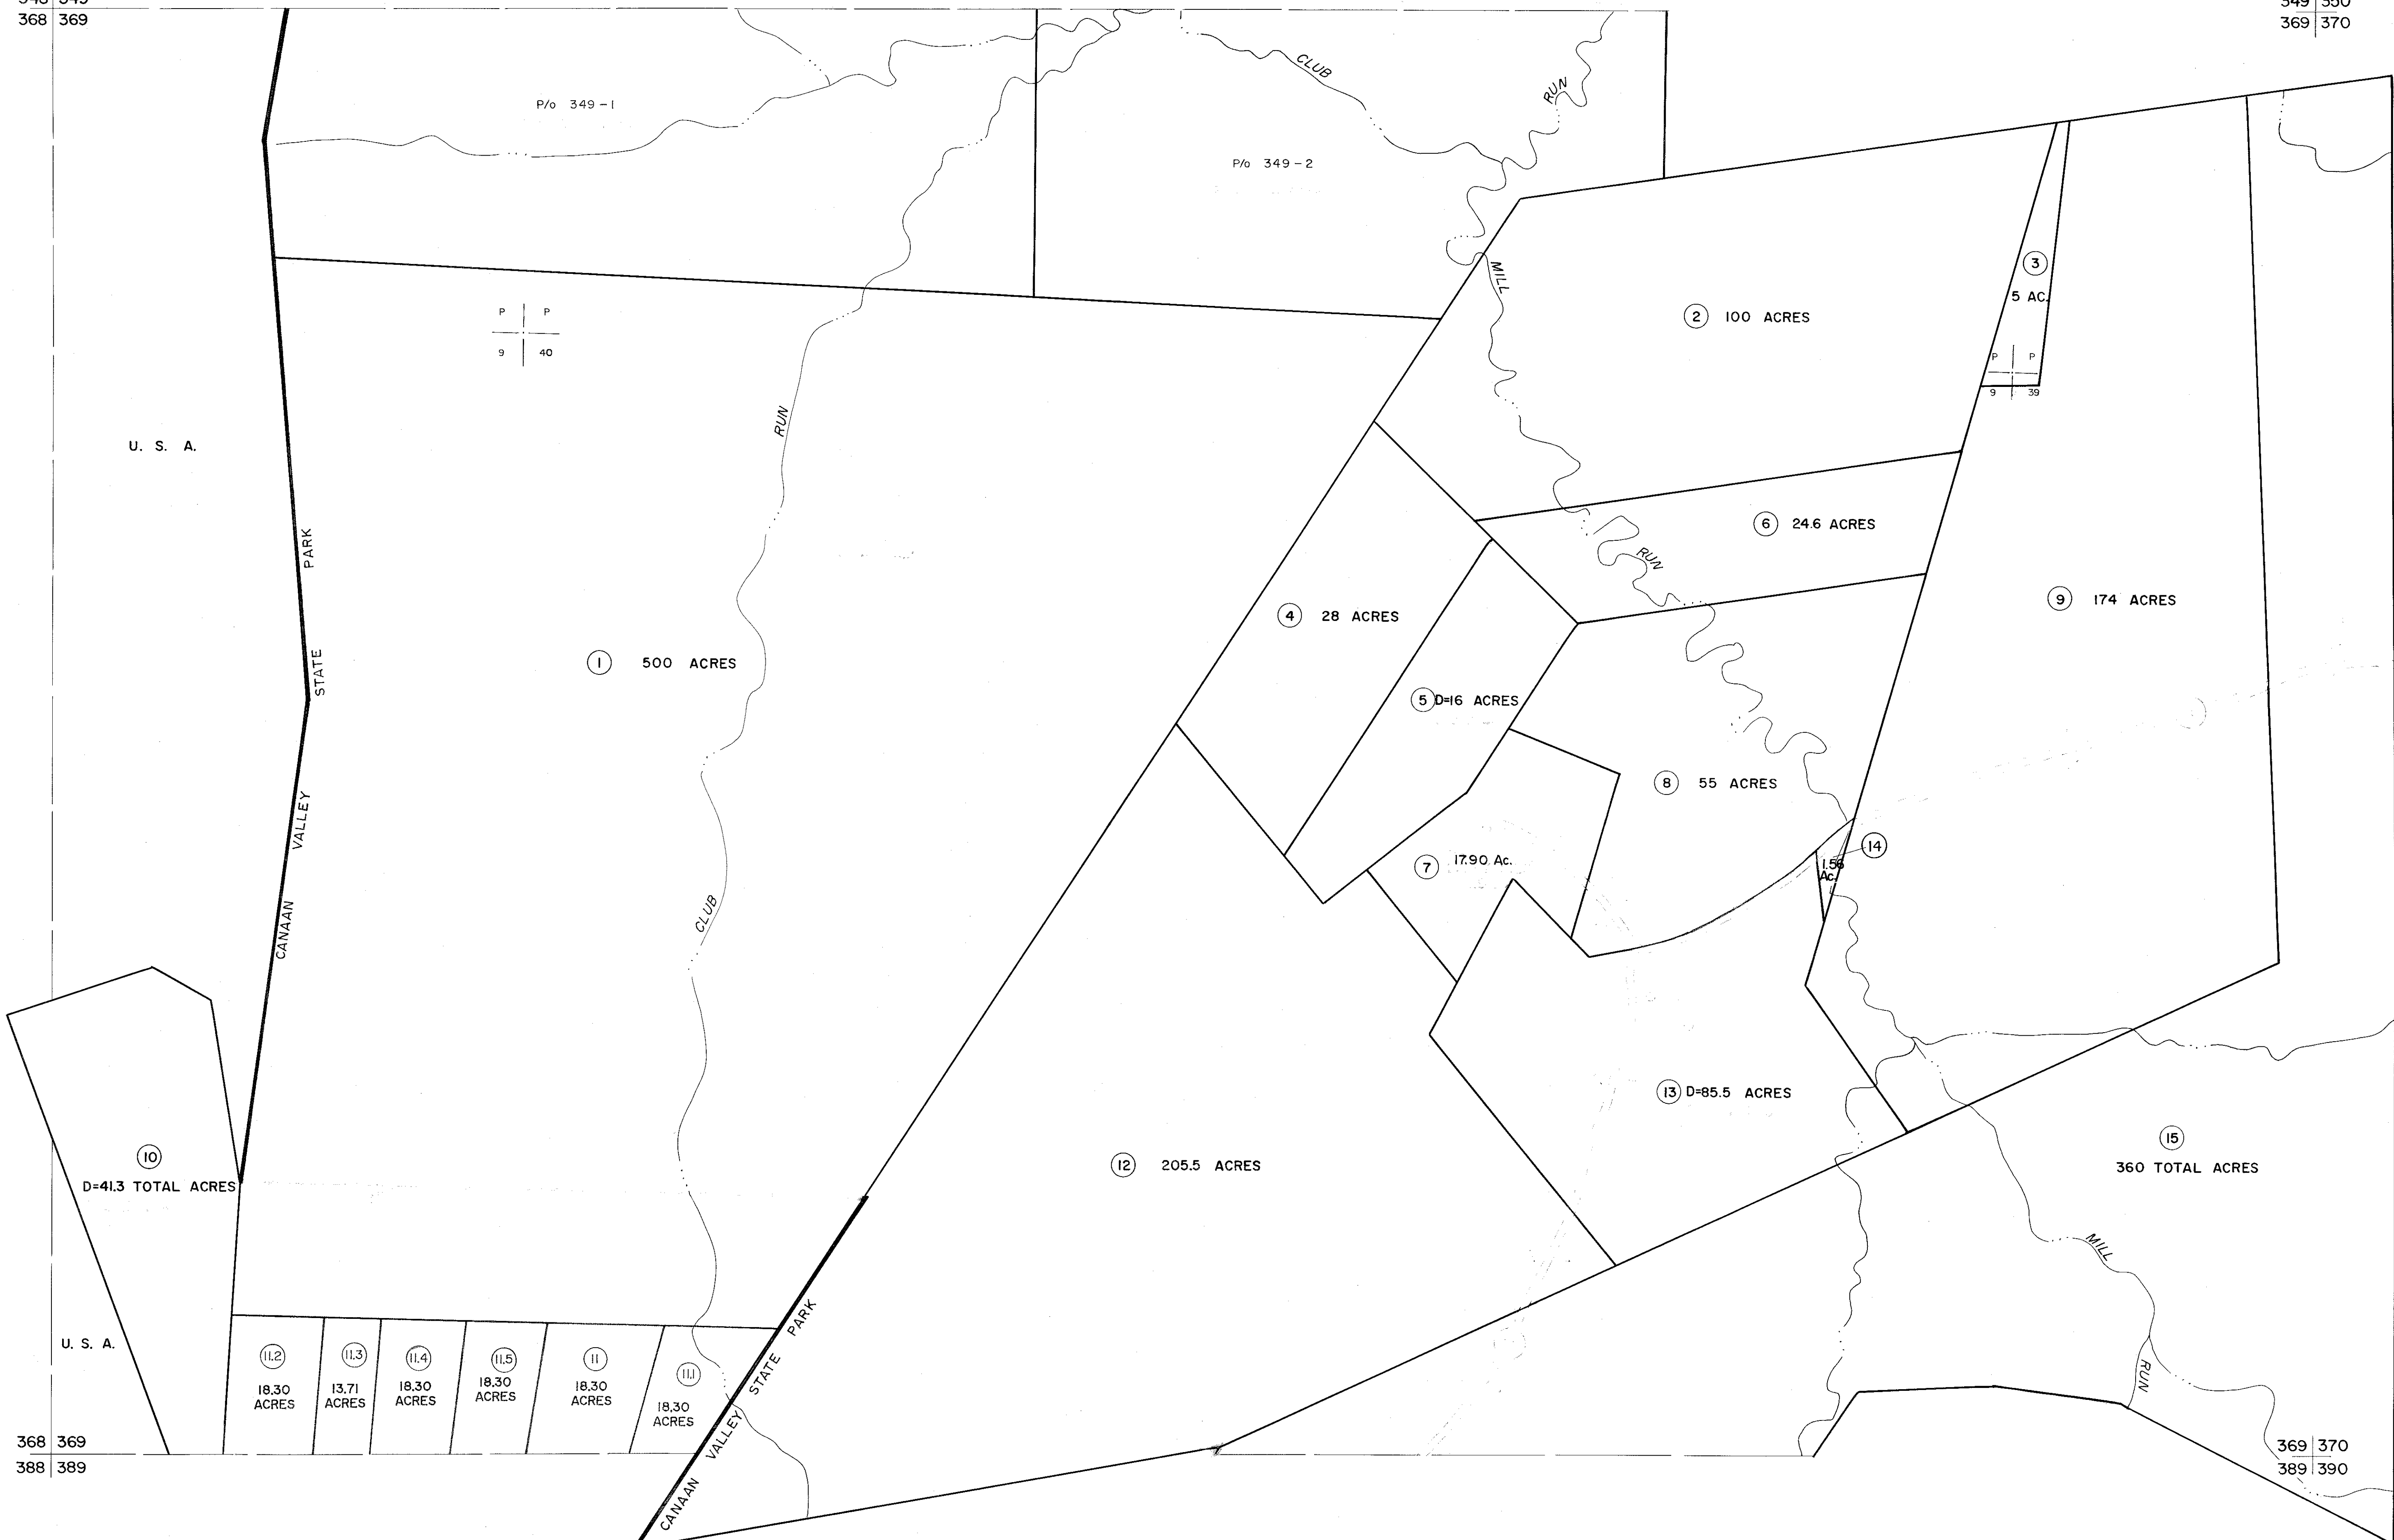 368 369
349 350
369 370
P/o 349-1
CLUB
RUN
P/o 349-2
MILL
3
5 AC.
P P
9 40
2 100 ACRES
P P
9 39
RUN
U. S. A.
6 24.6 ACRES
PARK
RUN
9 174 ACRES
4 28 ACRES
1 500 ACRES
STATE
5 D=16 ACRES
8 55 ACRES
VALLEY
14
1.56
Ac.
7 17.90 Ac.
CLUB
CANAAN
13 D=85.5 ACRES
15
360 TOTAL ACRES
10
D=41.3 TOTAL ACRES
12 205.5 ACRES
MILL
RUN
U. S. A.
11.2
18.30
ACRES
11.3
13.71
ACRES
11.4
18.30
ACRES
11.5
18.30
ACRES
11
18.30
ACRES
11.1
18.30
ACRES
CANAAN VALLEY STATE PARK
368 369
388 389
369 370
389 390